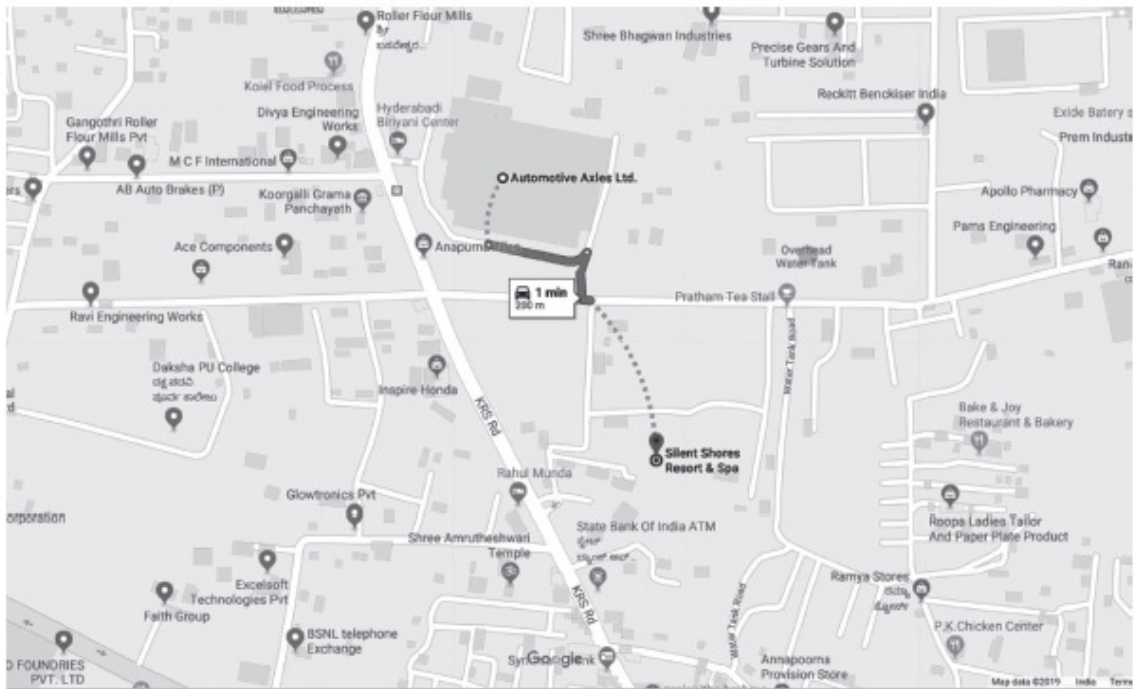 Roller Flour Mills
ಶ್ರೀ
Shree Bhagwan Industries
Precise Gears And
Turbine Solution
Koiel Food Process
Reckitt Benckiser India
Divya Engineering
Works
Hyderabadi
Biriyani Center
Exide Batery s
Gangothri Roller
Flour Mills Pvt
Prem Industa
M C F International
AB Auto Brakes (P)
Automotive Axles Ltd.
Apollo Pharmacy
Koorgalli Grama
Panchayath
Pams Engineering
Ace Components
Overhead
Water Tank
Ran-
1 min
Pratham Tea Stall
Ravi Engineering Works
Water Tank Road
Daksha PU College
Inspire Honda
KRS Rd
Bake & Joy
Restaurant & Bakery
Silent Shores
Resort & Spa
Rahul Munda
Glowtronics Pvt
orporation
State Bank Of India ATM
Roopa Ladies Tailor
And Paper Plate Product
Shree Amrutheshwari
Temple
Excelsoft
Technologies Pvt
Ramya Stores
Faith Group
KRS Rd
Water Tank Road
P.K.Chicken Center
BSNL telephone
Exchange
O FOUNDRIES
PVT. LTD
Google
Annapoorna
Provision Store
Map data ©2019 India Terms